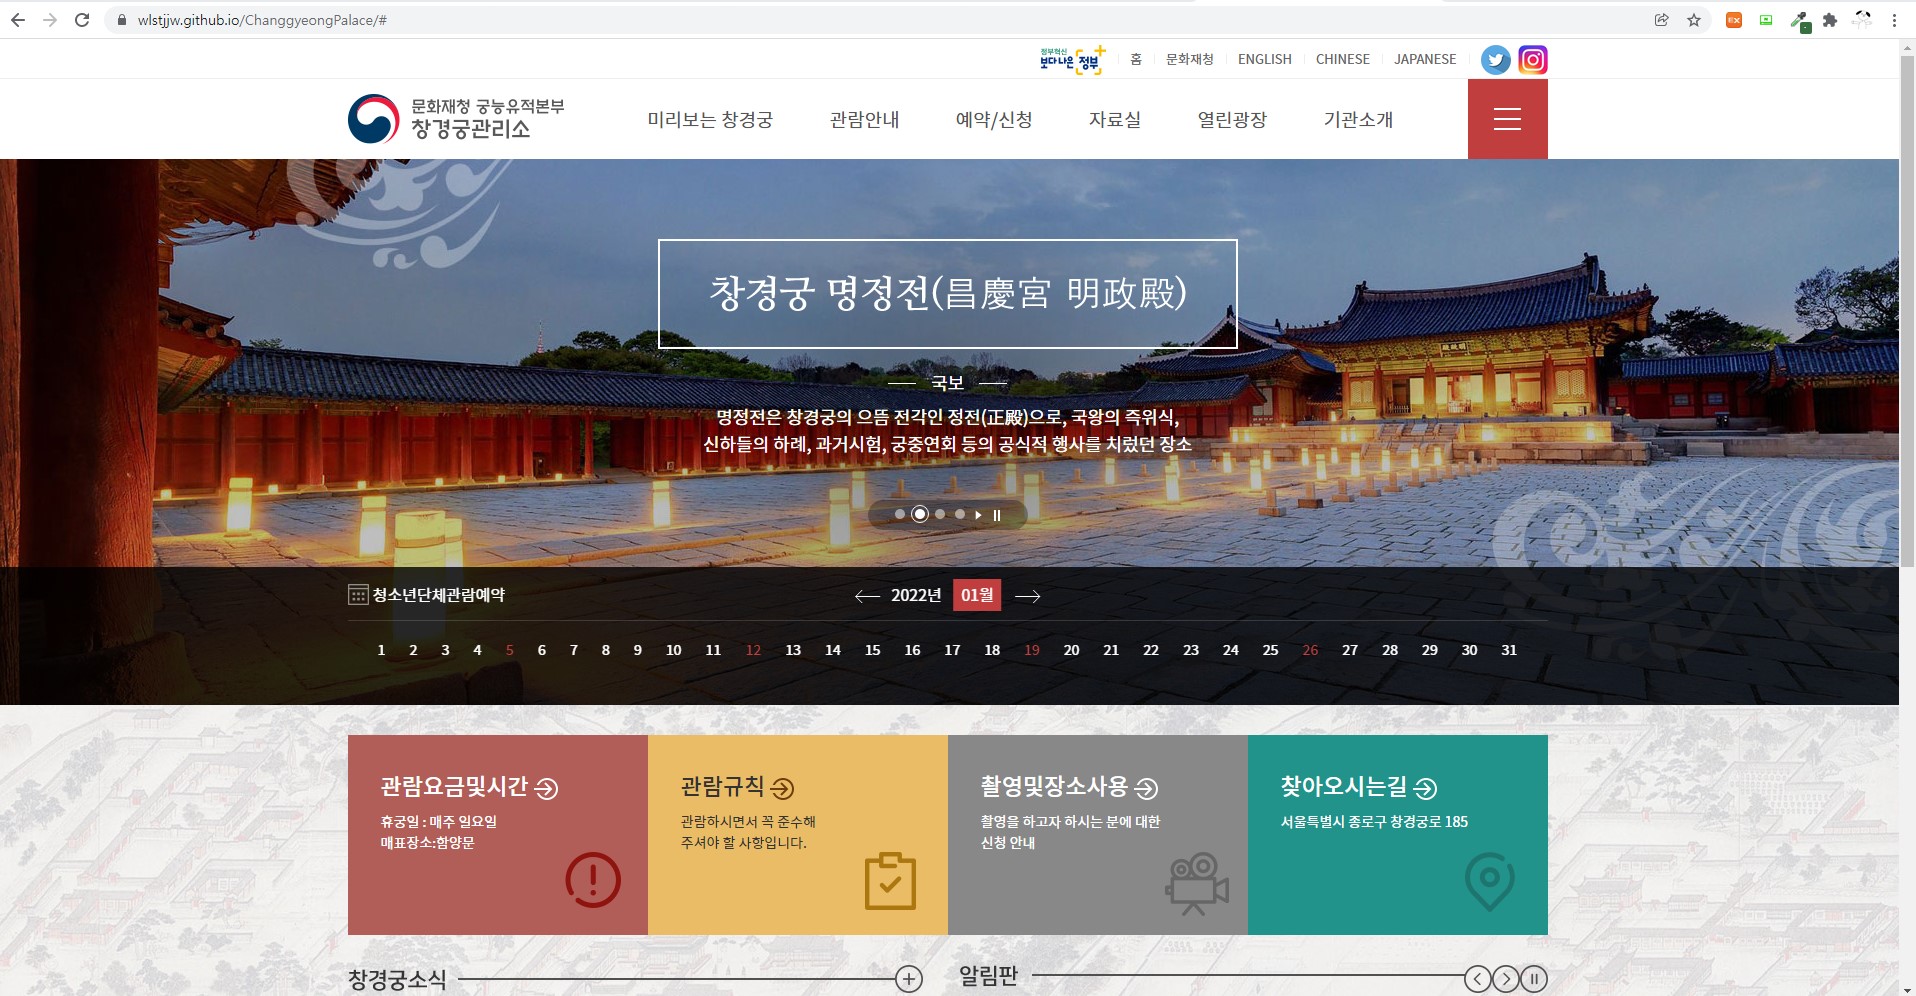 wlstjjw.github.io/ChanggyeongPalace/#
정부혁신
보다나은 정부
홈
문화재청
ENGLISH
CHINESE
JAPANESE
문화재청 궁능유적본부
창경궁관리소
미리보는 창경궁
관람안내
예약/신청
자료실
열린광장
기관소개
창경궁 명정전(昌慶宮 明政殿)
국보
명정전은 창경궁의 으뜸 전각인 정전(正殿)으로, 국왕의 즉위식,
신하들의 하례, 과거시험, 궁중연회 등의 공식적 행사를 치렀던 장소
청소년단체관람예약
2022년 01월
1 2 3 4 5 6 7 8 9 10 11 12 13 14 15 16 17 18 19 20 21 22 23 24 25 26 27 28 29 30 31
관람요금및시간
휴궁일 : 매주 일요일
매표장소:함양문
관람규칙
관람하시면서 꼭 준수해
주셔야 할 사항입니다.
촬영및장소사용
촬영을 하고자 하시는 분에 대한
신청 안내
찾아오시는길
서울특별시 종로구 창경궁로 185
창경궁소식
알림판